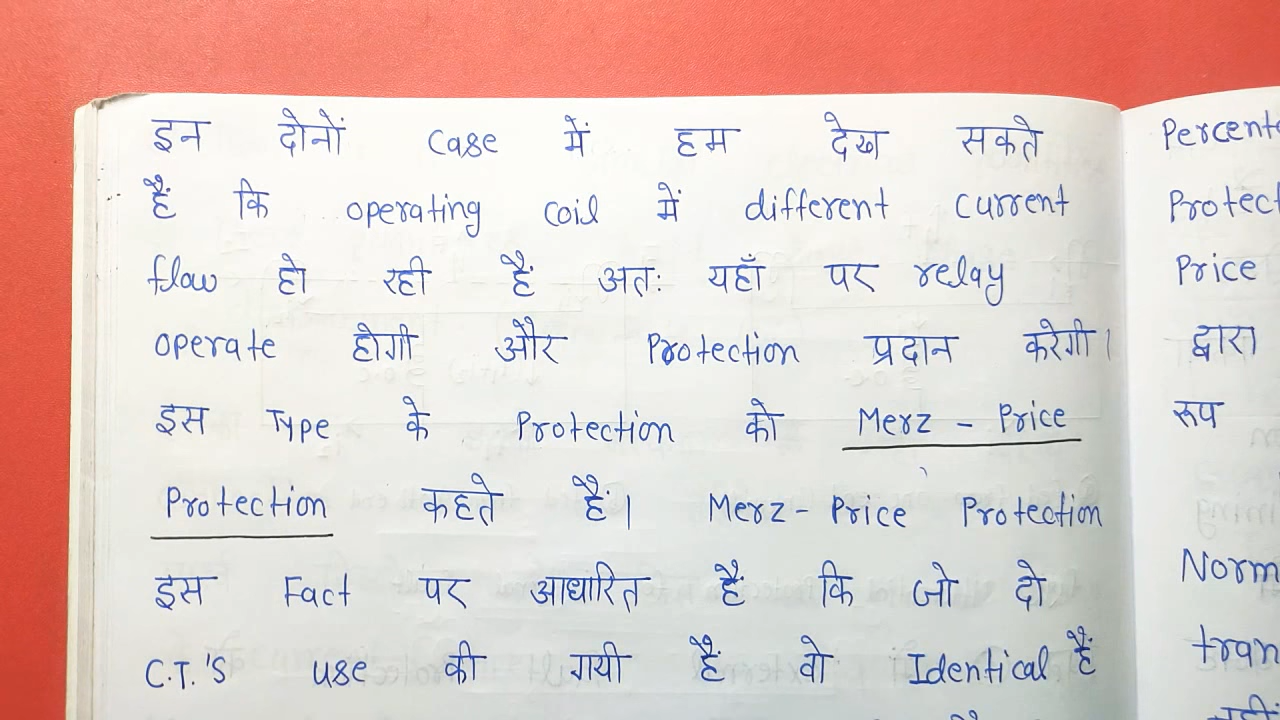 इन दोनों case में हम देख सकते
हैं कि operating coil में different current
flow हो रही हैं अतः यहाँ पर relay
operate होगी और Protection प्रदान करेगी।
इस Type के Protection को Merz - Price
Protection कहते हैं। Merz - Price Protection
इस Fact पर आधारित हैं कि जो दो
C.T.'S use की गयी हैं वो Identical हैं
Percent
Protect
Price
द्वारा
रूप
Norm
tran